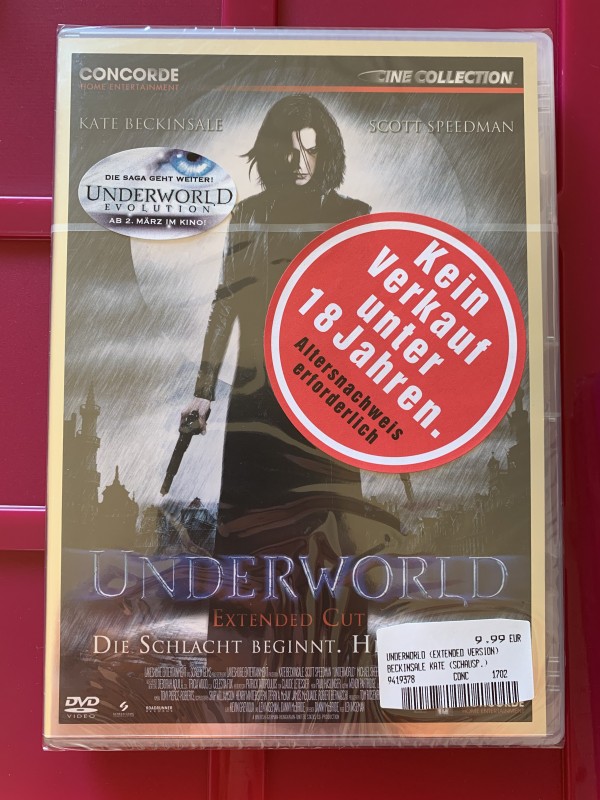 CONCORDE
HOME ENTERTAINMENT
CINE COLLECTION
KATE BECKINSALE
SCOTT SPEEDMAN
DIE SAGA GEHT WEITER!
UNDERWORLD
EVOLUTION
AB 2. MÄRZ IM KINO!
Kein
Verkauf
unter
18 Jahren.
Altersnachweis
erforderlich
UNDERWORLD
EXTENDED CUT
DIE SCHLACHT BEGINNT.
9.99 EUR
UNDERWORLD (EXTENDED VERSION)
BECKINSALE KATE (SCHAUSP.)
9419378 CONC 1702
DVD
VIDEO